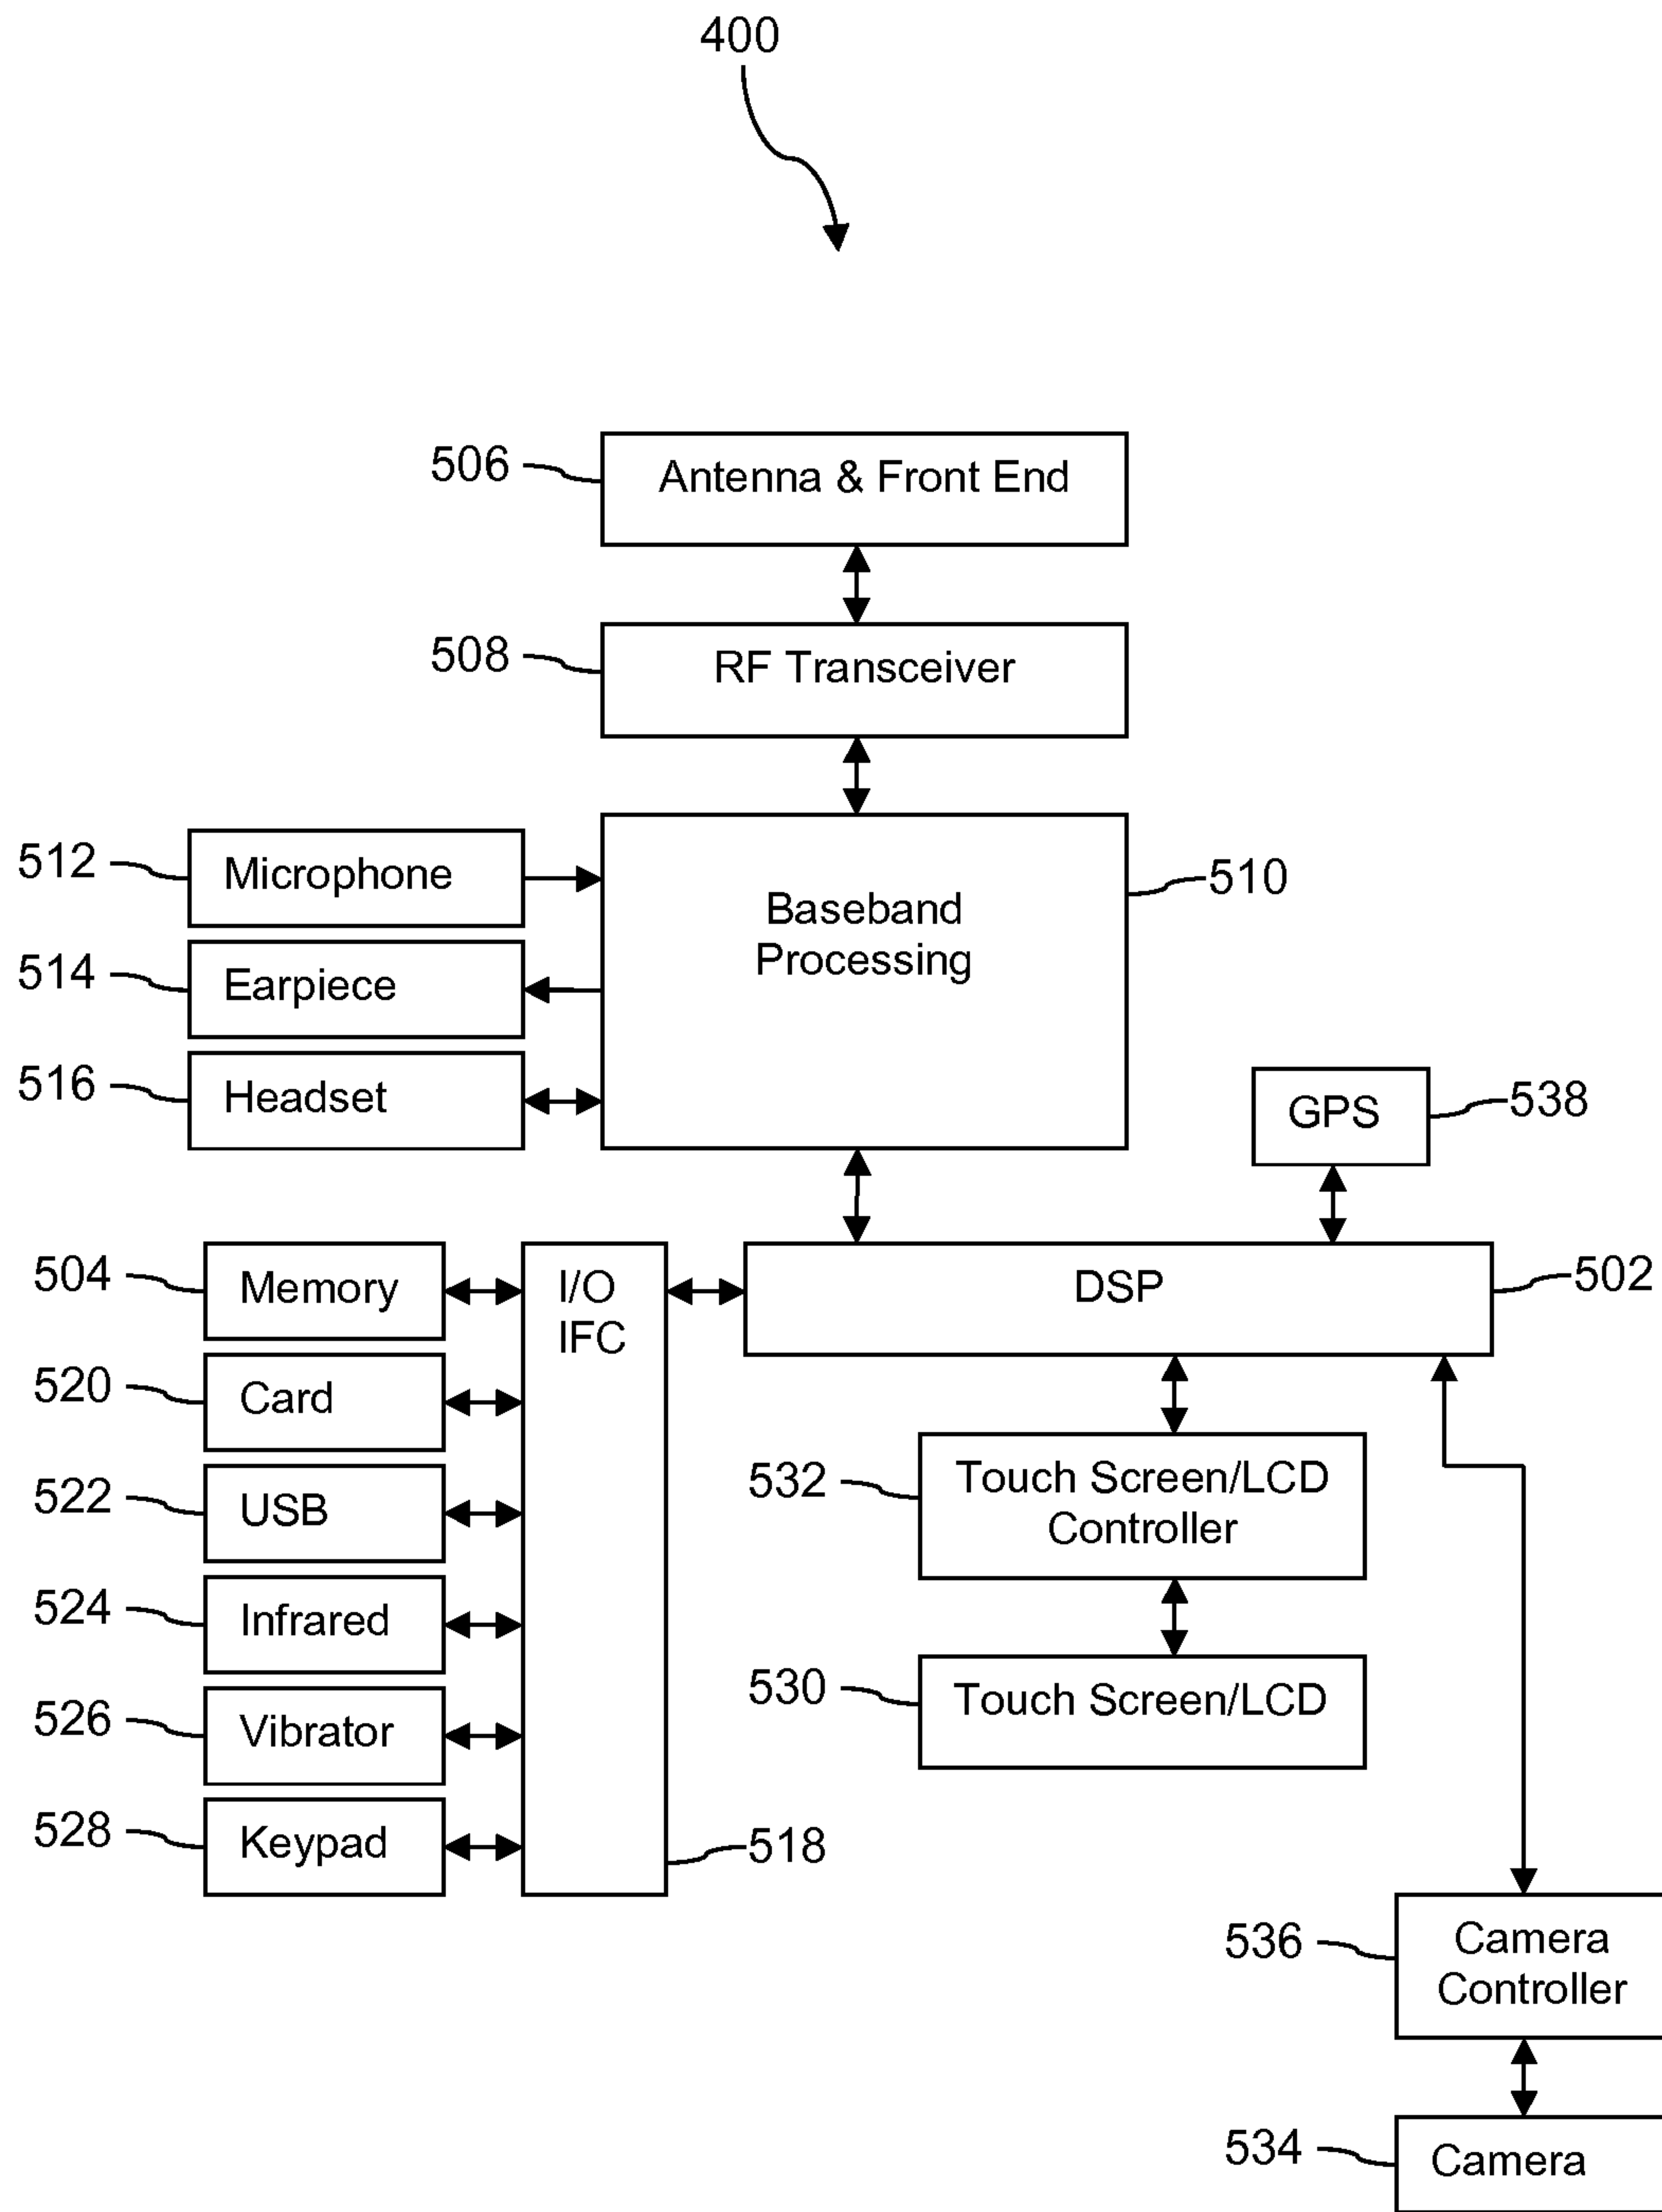 400
506
Antenna & Front End
508
RF Transceiver
512
Microphone
Baseband
Processing
510
514
Earpiece
516
Headset
GPS
538
504
Memory
I/O
IFC
DSP
502
520
Card
522
USB
532
Touch Screen/LCD
Controller
524
Infrared
526
Vibrator
530
Touch Screen/LCD
528
Keypad
518
536
Camera
Controller
534
Camera